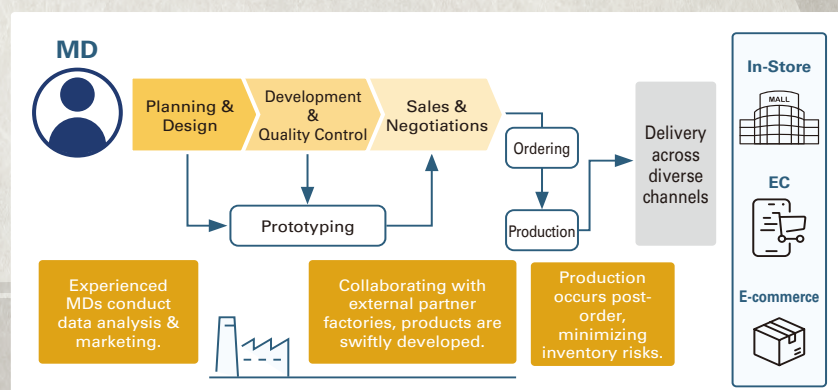 MD
Planning &
Design
Development
&
Quality Control
Sales &
Negotiations
Prototyping
Ordering
Production
Delivery
across
diverse
channels
In-Store
MALL
EC
E-commerce
Experienced
MDs conduct
data analysis &
marketing.
Collaborating with
external partner
factories, products are
swiftly developed.
Production
occurs post-
order,
minimizing
inventory risks.